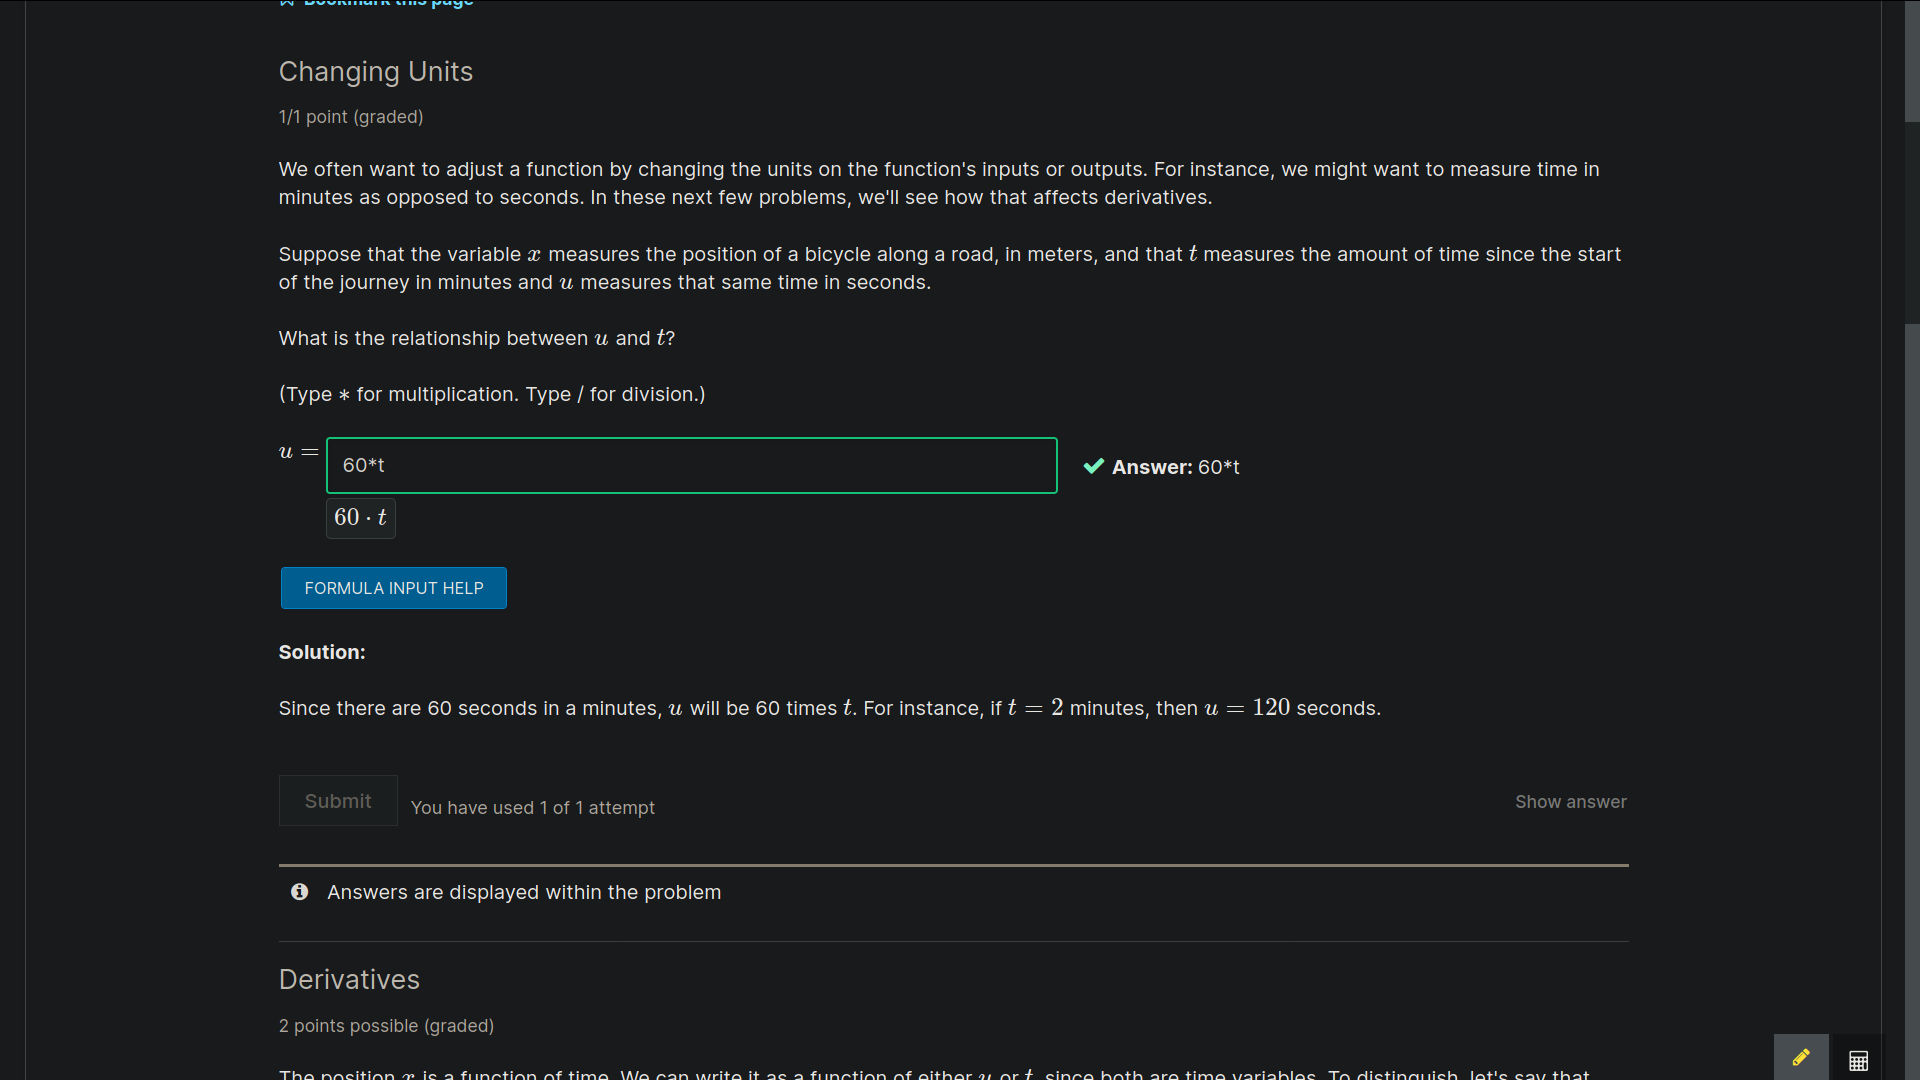 Bookmark this page
Changing Units
1/1 point (graded)
We often want to adjust a function by changing the units on the function's inputs or outputs. For instance, we might want to measure time in
minutes as opposed to seconds. In these next few problems, we'll see how that affects derivatives.
Suppose that the variable x measures the position of a bicycle along a road, in meters, and that t measures the amount of time since the start
of the journey in minutes and u measures that same time in seconds.
What is the relationship between u and t?
(Type * for multiplication. Type / for division.)
u = 60*t Answer: 60*t
60 · t
FORMULA INPUT HELP
Solution:
Since there are 60 seconds in a minutes, u will be 60 times t. For instance, if t = 2 minutes, then u = 120 seconds.
Submit You have used 1 of 1 attempt Show answer
Answers are displayed within the problem
Derivatives
2 points possible (graded)
The position x is a function of time. We can write it as a function of either u or t, since both are time variables. To distinguish, let's say that